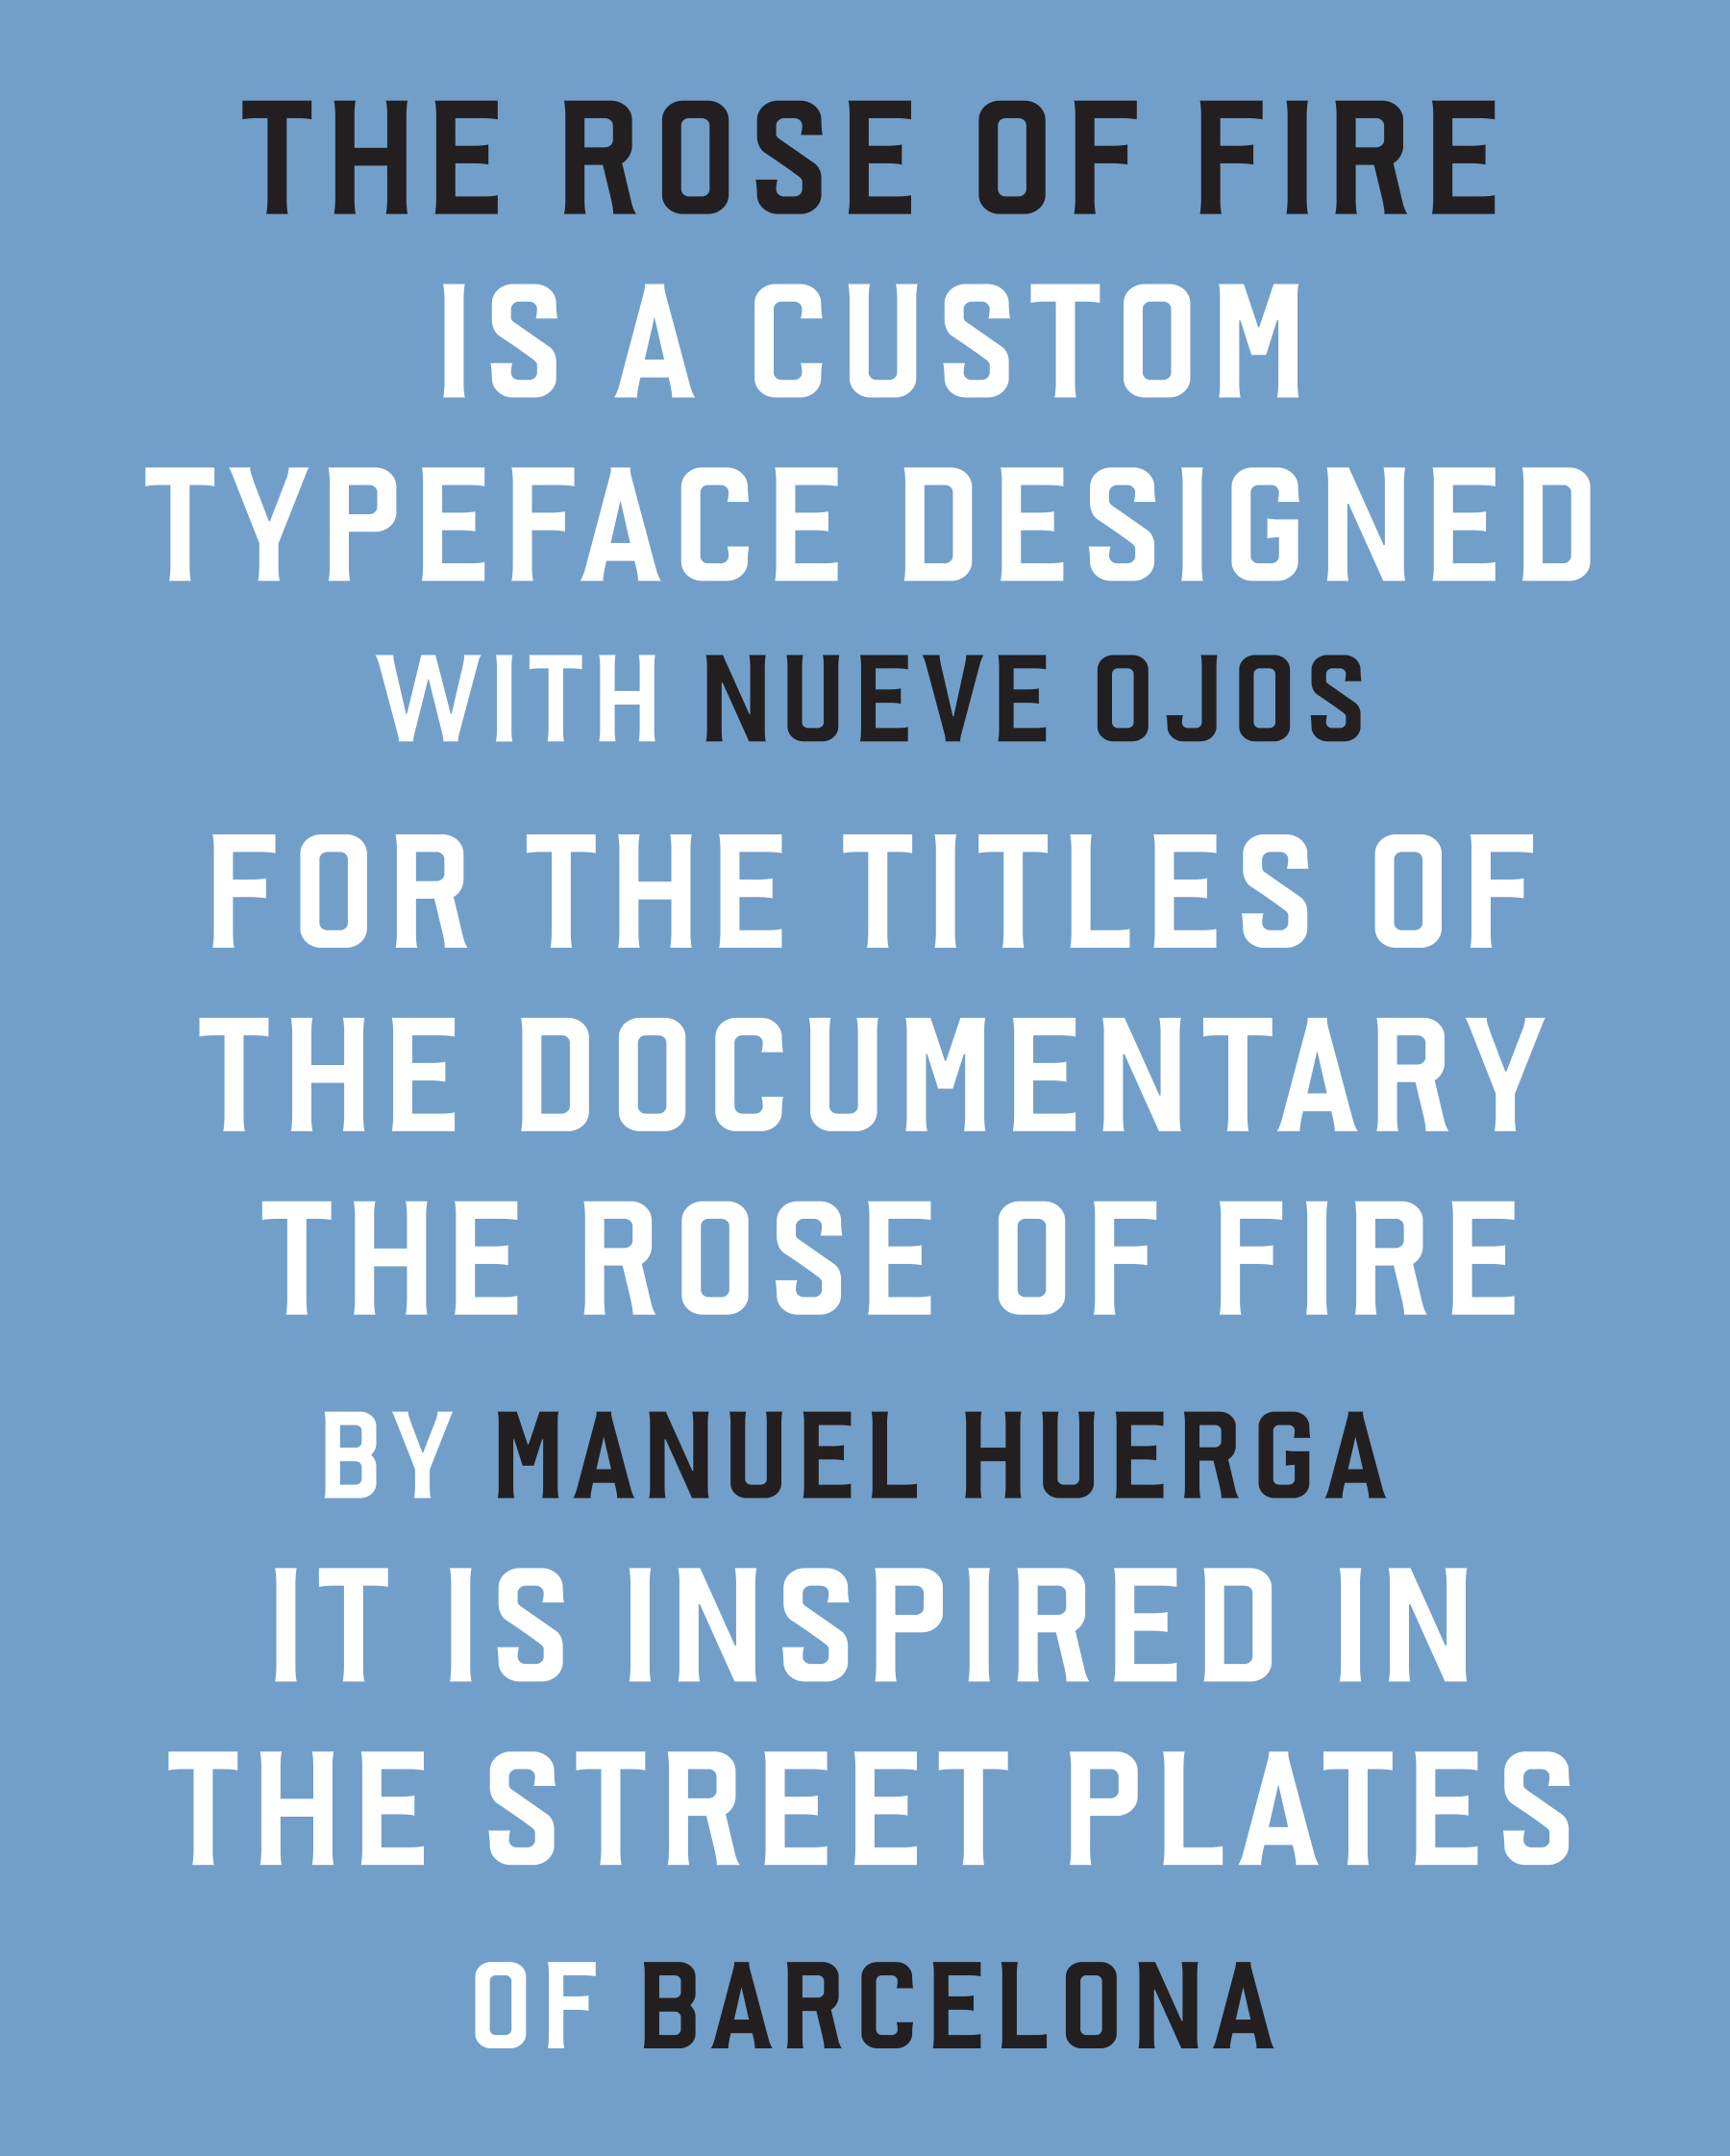 THE ROSE OF FIRE
IS A CUSTOM
TYPEFACE DESIGNED
WITH NUEVE OJOS
FOR THE TITLES OF
THE DOCUMENTARY
THE ROSE OF FIRE
BY MANUEL HUERGA
IT IS INSPIRED IN
THE STREET PLATES
OF BARCELONA